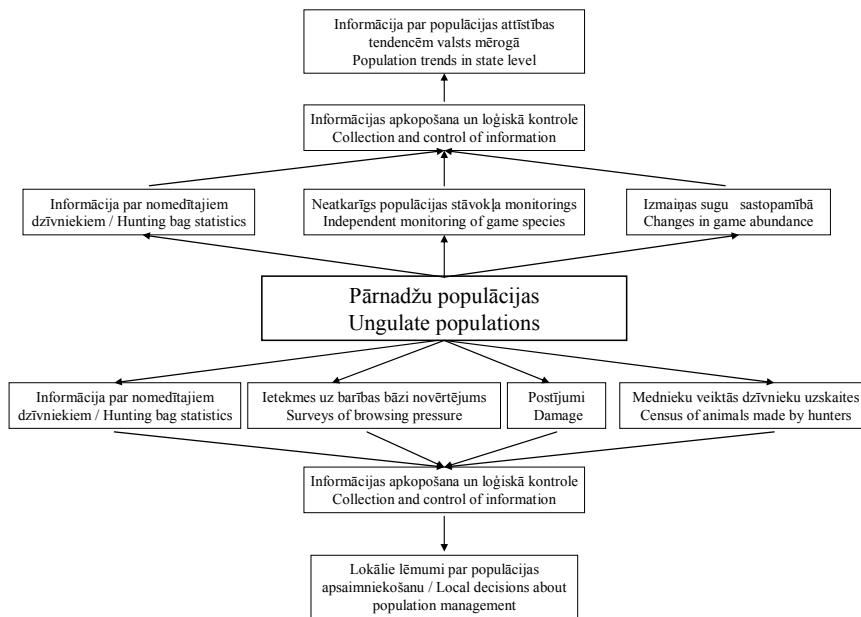 Informācija par populācijas attīstības
tendencēm valsts mērogā
Population trends in state level
Informācijas apkopošana un loģiskā kontrole
Collection and control of information
Informācija par nomedītajiem
dzīvniekiem / Hunting bag statistics
Neatkarīgs populācijas stāvokļa monitorings
Independent monitoring of game species
Izmaiņas sugu sastopamībā
Changes in game abundance
Pārnadžu populācijas
Ungulate populations
Informācija par nomedītajiem
dzīvniekiem / Hunting bag statistics
Ietekmes uz barības bāzi novērtējums
Surveys of browsing pressure
Postījumi
Damage
Mednieku veiktās dzīvnieku uzskaites
Census of animals made by hunters
Informācijas apkopošana un loģiskā kontrole
Collection and control of information
Lokālie lēmumi par populācijas
apsaimniekošanu / Local decisions about
population management